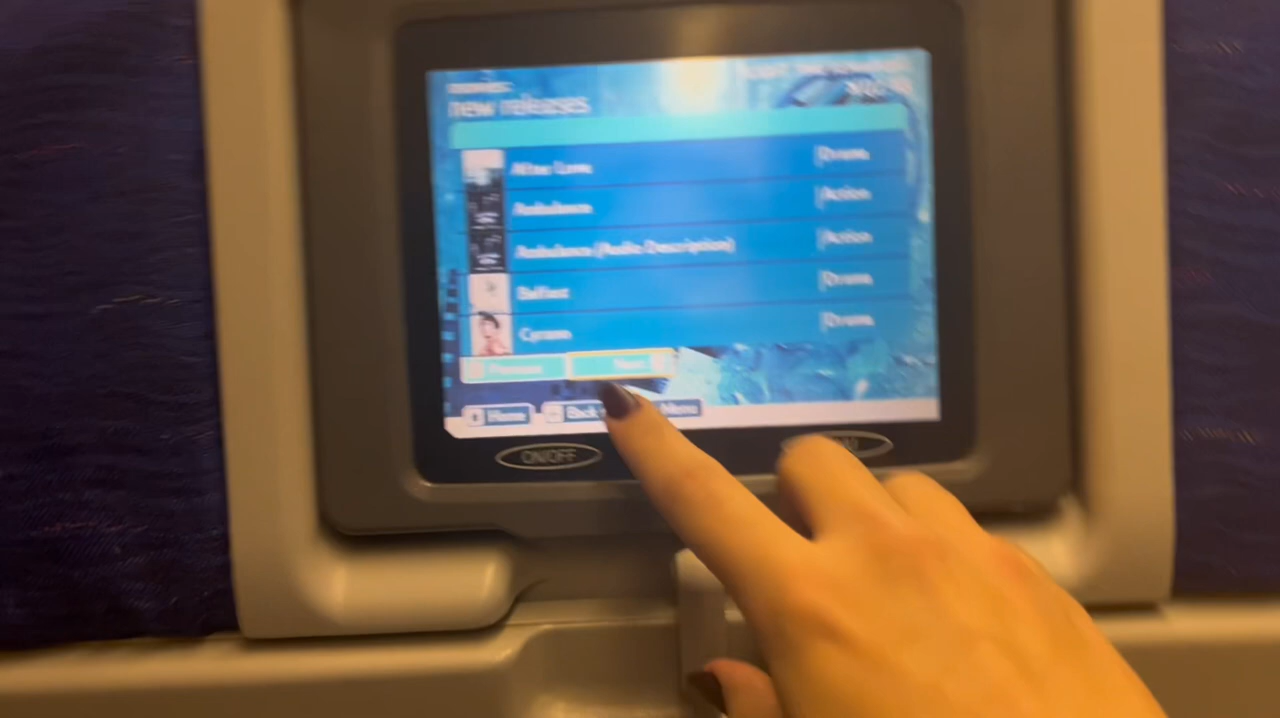 new releases
After Love Drama
Ambulance Action
Ambulance (Audio Description) Action
Belfast Drama
Cyrano Drama
Previous Next
Home Back Menu
ON/OFF